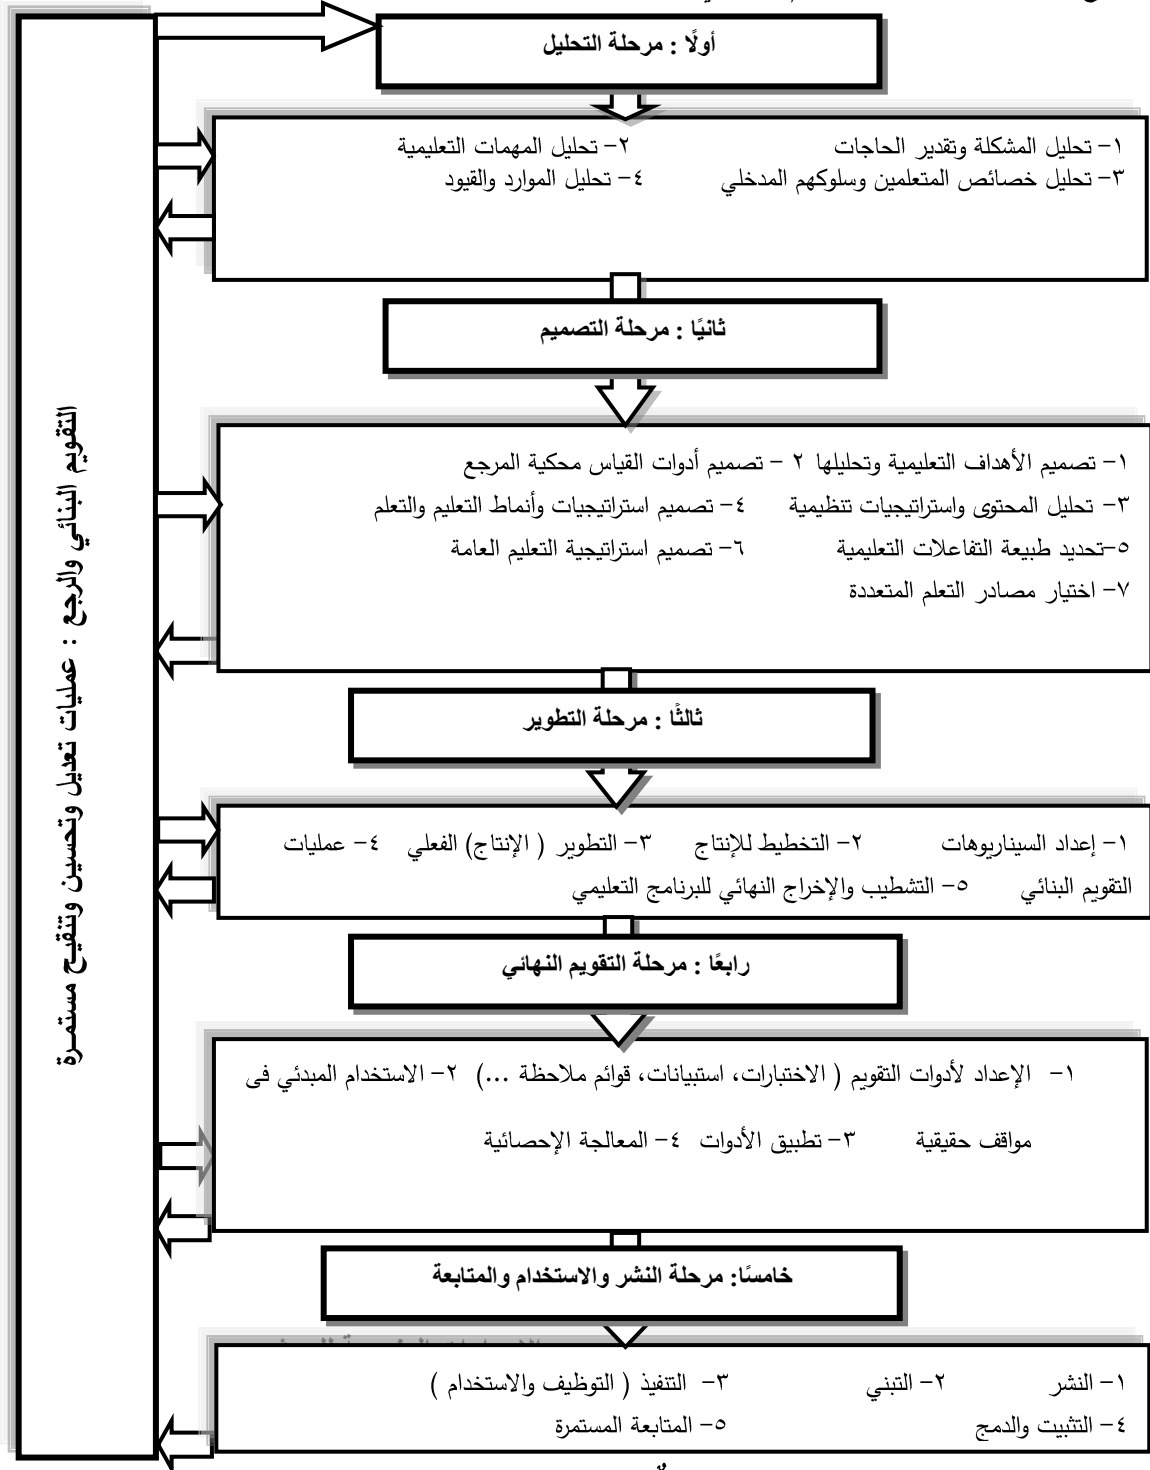 أولًا : مرحلة التحليل
١- تحليل المشكلة وتقدير الحاجات ٢- تحليل المهمات التعليمية
٣- تحليل خصائص المتعلمين وسلوكهم المدخلي ٤- تحليل الموارد والقيود
ثانيًا : مرحلة التصميم
١- تصميم الأهداف التعليمية وتحليلها ٢ - تصميم أدوات القياس محكية المرجع
٣- تحليل المحتوى واستراتيجيات تنظيمية ٤- تصميم استراتيجيات وأنماط التعليم والتعلم
٥-تحديد طبيعة التفاعلات التعليمية ٦- تصميم استراتيجية التعليم العامة
٧- اختيار مصادر التعلم المتعددة
ثالثًا : مرحلة التطوير
١- إعداد السيناريوهات ٢- التخطيط للإنتاج ٣- التطوير ( الإنتاج) الفعلي ٤- عمليات
التقويم البنائي ٥- التشطيب والإخراج النهائي للبرنامج التعليمي
رابعًا : مرحلة التقويم النهائي
١- الإعداد لأدوات التقويم ( الاختبارات، استبيانات، قوائم ملاحظة ...) ٢- الاستخدام المبدئي فى
مواقف حقيقية ٣- تطبيق الأدوات ٤- المعالجة الإحصائية
خامسًا: مرحلة النشر والاستخدام والمتابعة
١- النشر ٢- التبني ٣- التنفيذ ( التوظيف والاستخدام )
٤- التثبيت والدمج ٥- المتابعة المستمرة
التقويم البنائي والرجع : عمليات تعديل وتحسين وتنقيح مستمرة